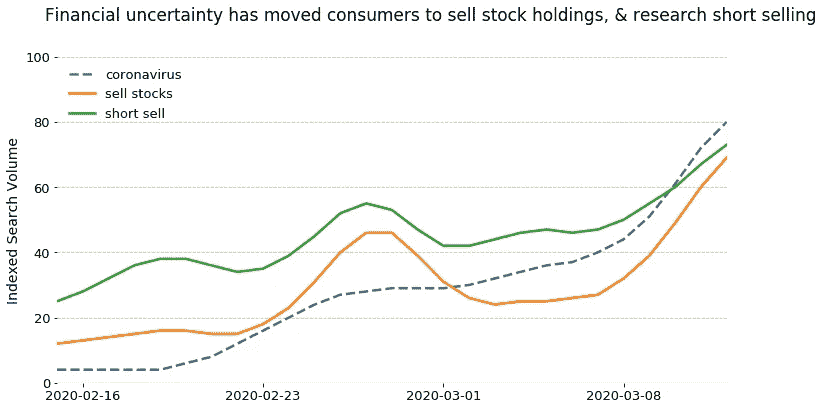 Financial uncertainty has moved consumers to sell stock holdings, & research short selling
100
coronavirus
sell stocks
short sell
80
60
40
20
0
Indexed Search Volume
2020-02-16
2020-02-23
2020-03-01
2020-03-08